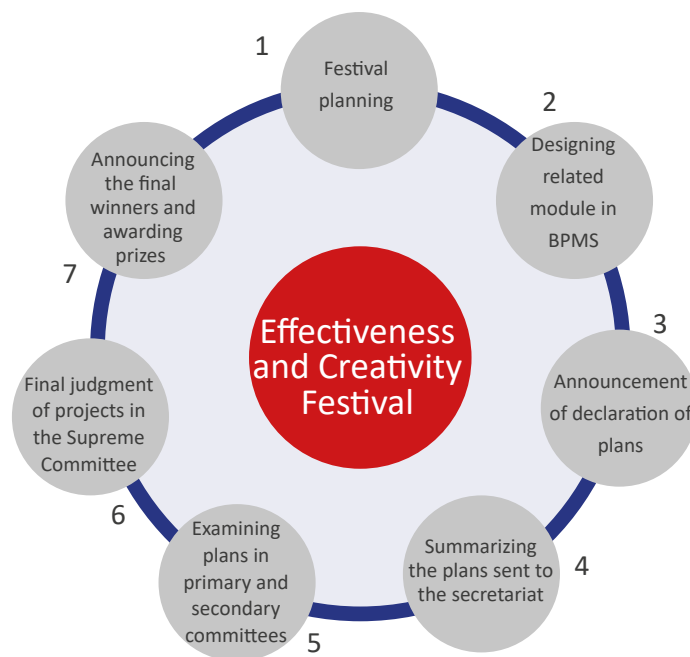 1
Festival
planning
2
Designing
related
module in
BPMS
3
Announcement
of declaration of
plans
4
Summarizing
the plans sent to
the secretariat
5
Examining
plans in
primary and
secondary
committees
6
Final judgment
of projects in
the Supreme
Committee
7
Announcing
the final
winners and
awarding
prizes
Effectiveness
and Creativity
Festival